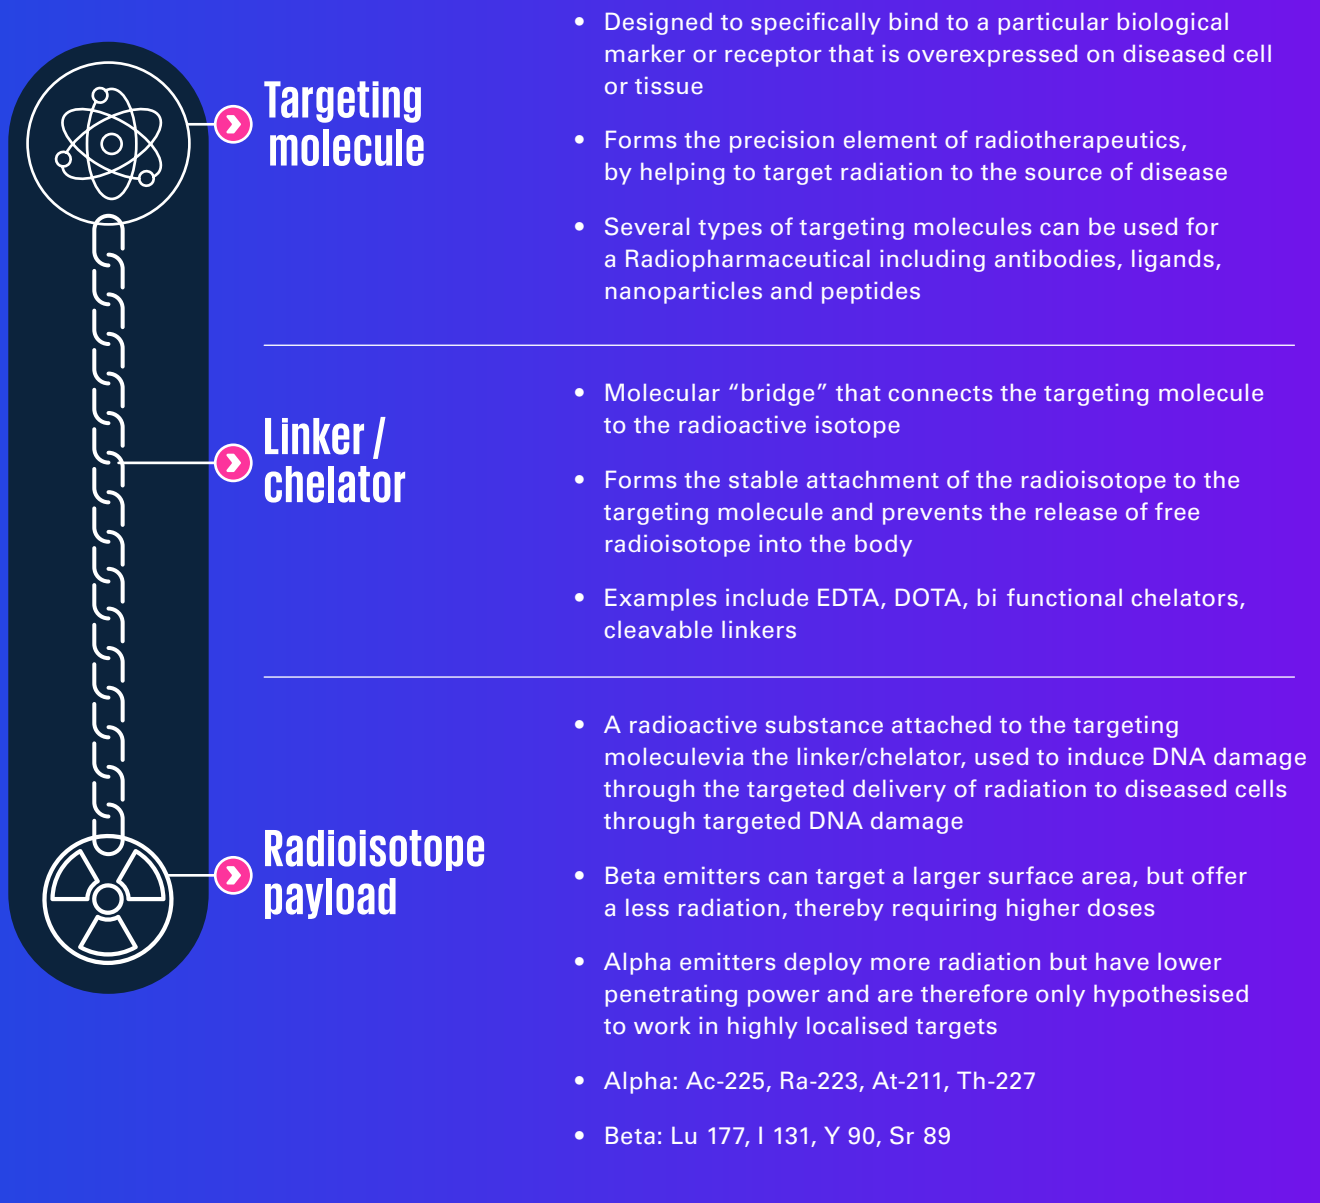 Targeting
molecule
• Designed to specifically bind to a particular biological
marker or receptor that is overexpressed on diseased cell
or tissue
• Forms the precision element of radiotherapeutics,
by helping to target radiation to the source of disease
• Several types of targeting molecules can be used for
a Radiopharmaceutical including antibodies, ligands,
nanoparticles and peptides
Linker /
chelator
• Molecular “bridge” that connects the targeting molecule
to the radioactive isotope
• Forms the stable attachment of the radioisotope to the
targeting molecule and prevents the release of free
radioisotope into the body
• Examples include EDTA, DOTA, bi functional chelators,
cleavable linkers
Radioisotope
payload
• A radioactive substance attached to the targeting
moleculevia the linker/chelator, used to induce DNA damage
through the targeted delivery of radiation to diseased cells
through targeted DNA damage
• Beta emitters can target a larger surface area, but offer
a less radiation, thereby requiring higher doses
• Alpha emitters deploy more radiation but have lower
penetrating power and are therefore only hypothesised
to work in highly localised targets
• Alpha: Ac-225, Ra-223, At-211, Th-227
• Beta: Lu 177, I 131, Y 90, Sr 89